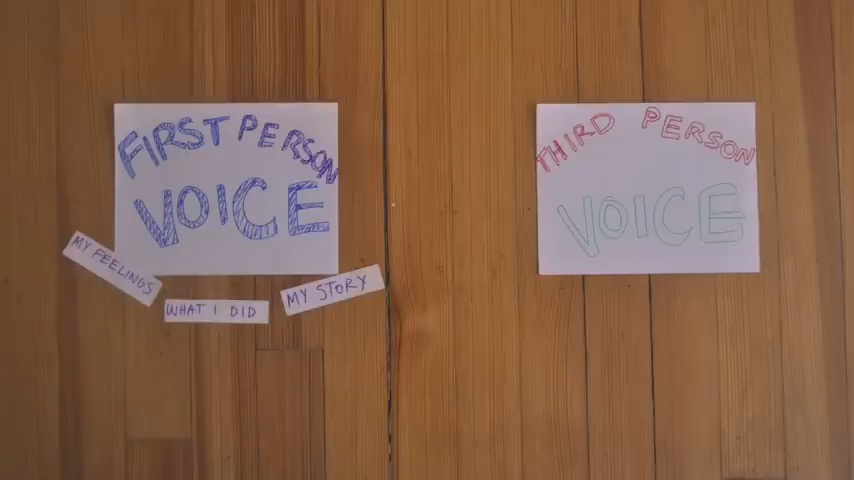 FIRST PERSON
VOICE
MY FEELINGS
WHAT I DID
MY STORY
THIRD PERSON
VOICE